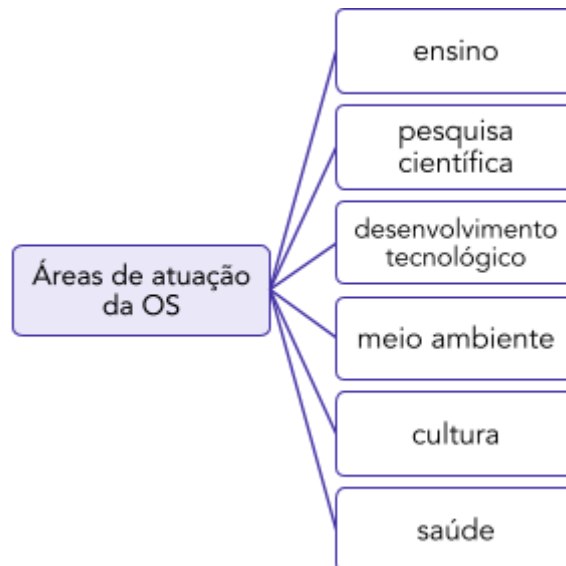 ensino
pesquisa
científica
desenvolvimento
tecnológico
Áreas de atuação
da OS
meio ambiente
cultura
saúde